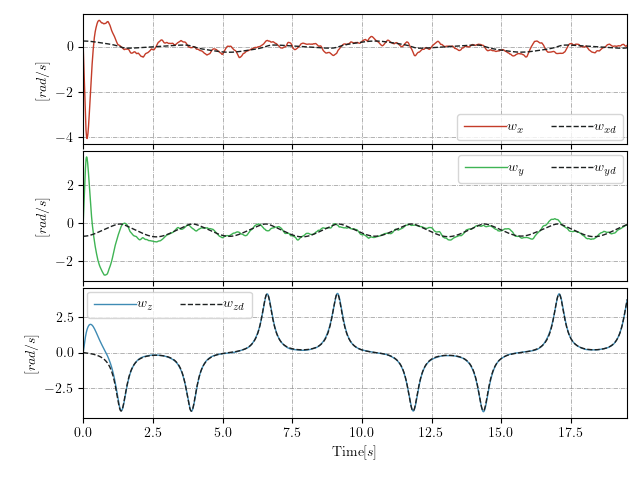 0
−2
−4
[rad/s]
w_x w_xd
2
0
−2
[rad/s]
w_y w_yd
2.5
0.0
−2.5
[rad/s]
w_z w_zd
0.0 2.5 5.0 7.5 10.0 12.5 15.0 17.5
Time[s]